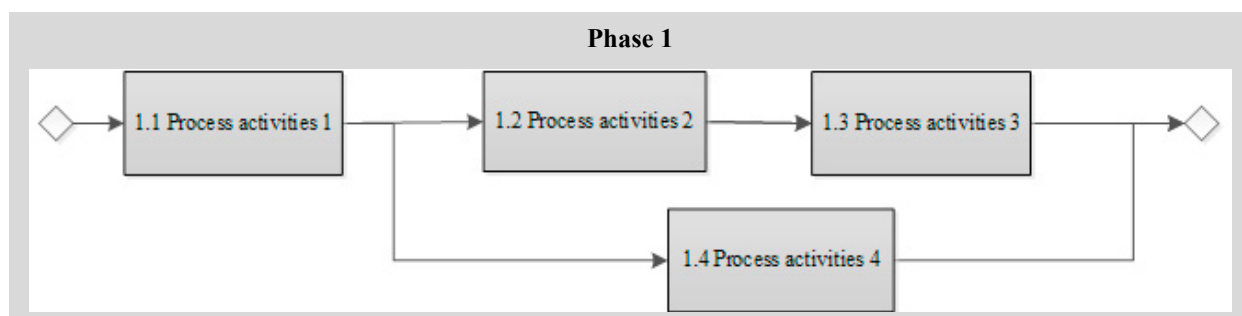 Phase 1
1.1 Process activities 1
1.2 Process activities 2
1.3 Process activities 3
1.4 Process activities 4